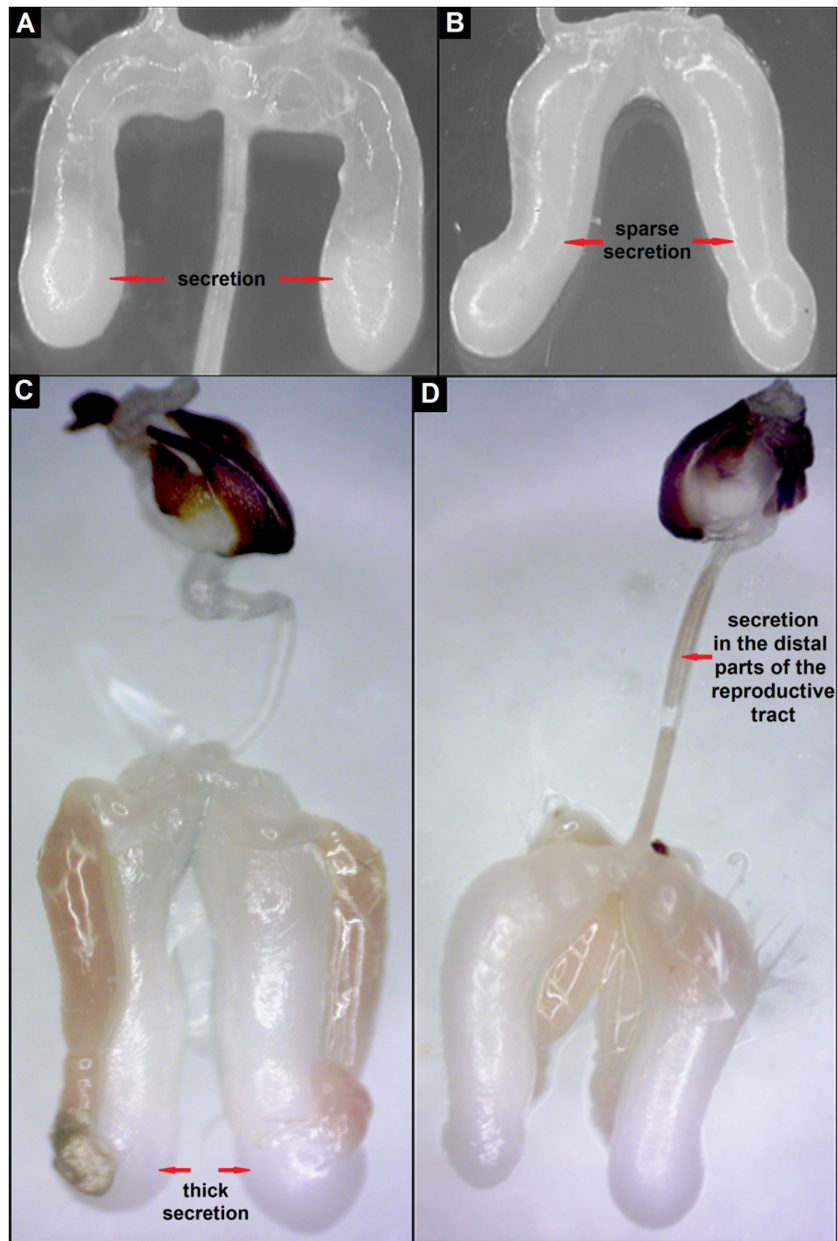 A
B
secretion
sparse
secretion
C
D
secretion
in the distal
parts of the
reproductive
tract
thick
secretion